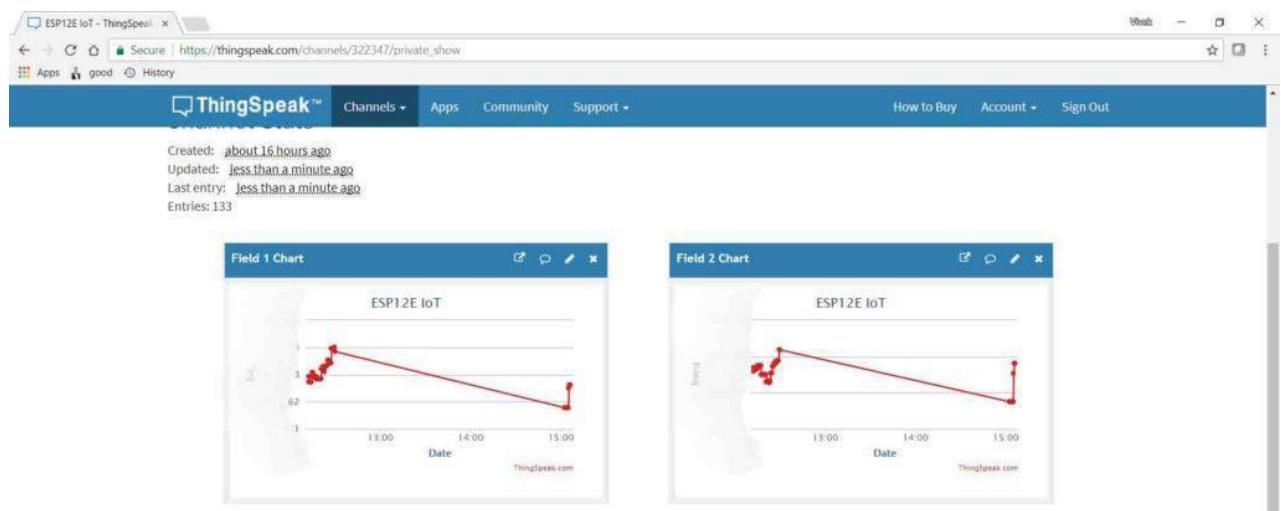 ESP12E IoT - ThingSpeak
Secure https://thingspeak.com/channels/322347/private_show
Apps good History
ThingSpeak™ Channels Apps Community Support How to Buy Account Sign Out
Created: about 16 hours ago
Updated: less than a minute ago
Last entry: less than a minute ago
Entries: 133
Field 1 Chart
ESP12E IoT
3
62
1
13:00 14:00 15:00
Date
ThingSpeak.com
Field 2 Chart
ESP12E IoT
13:00 14:00 15:00
Date
ThingSpeak.com